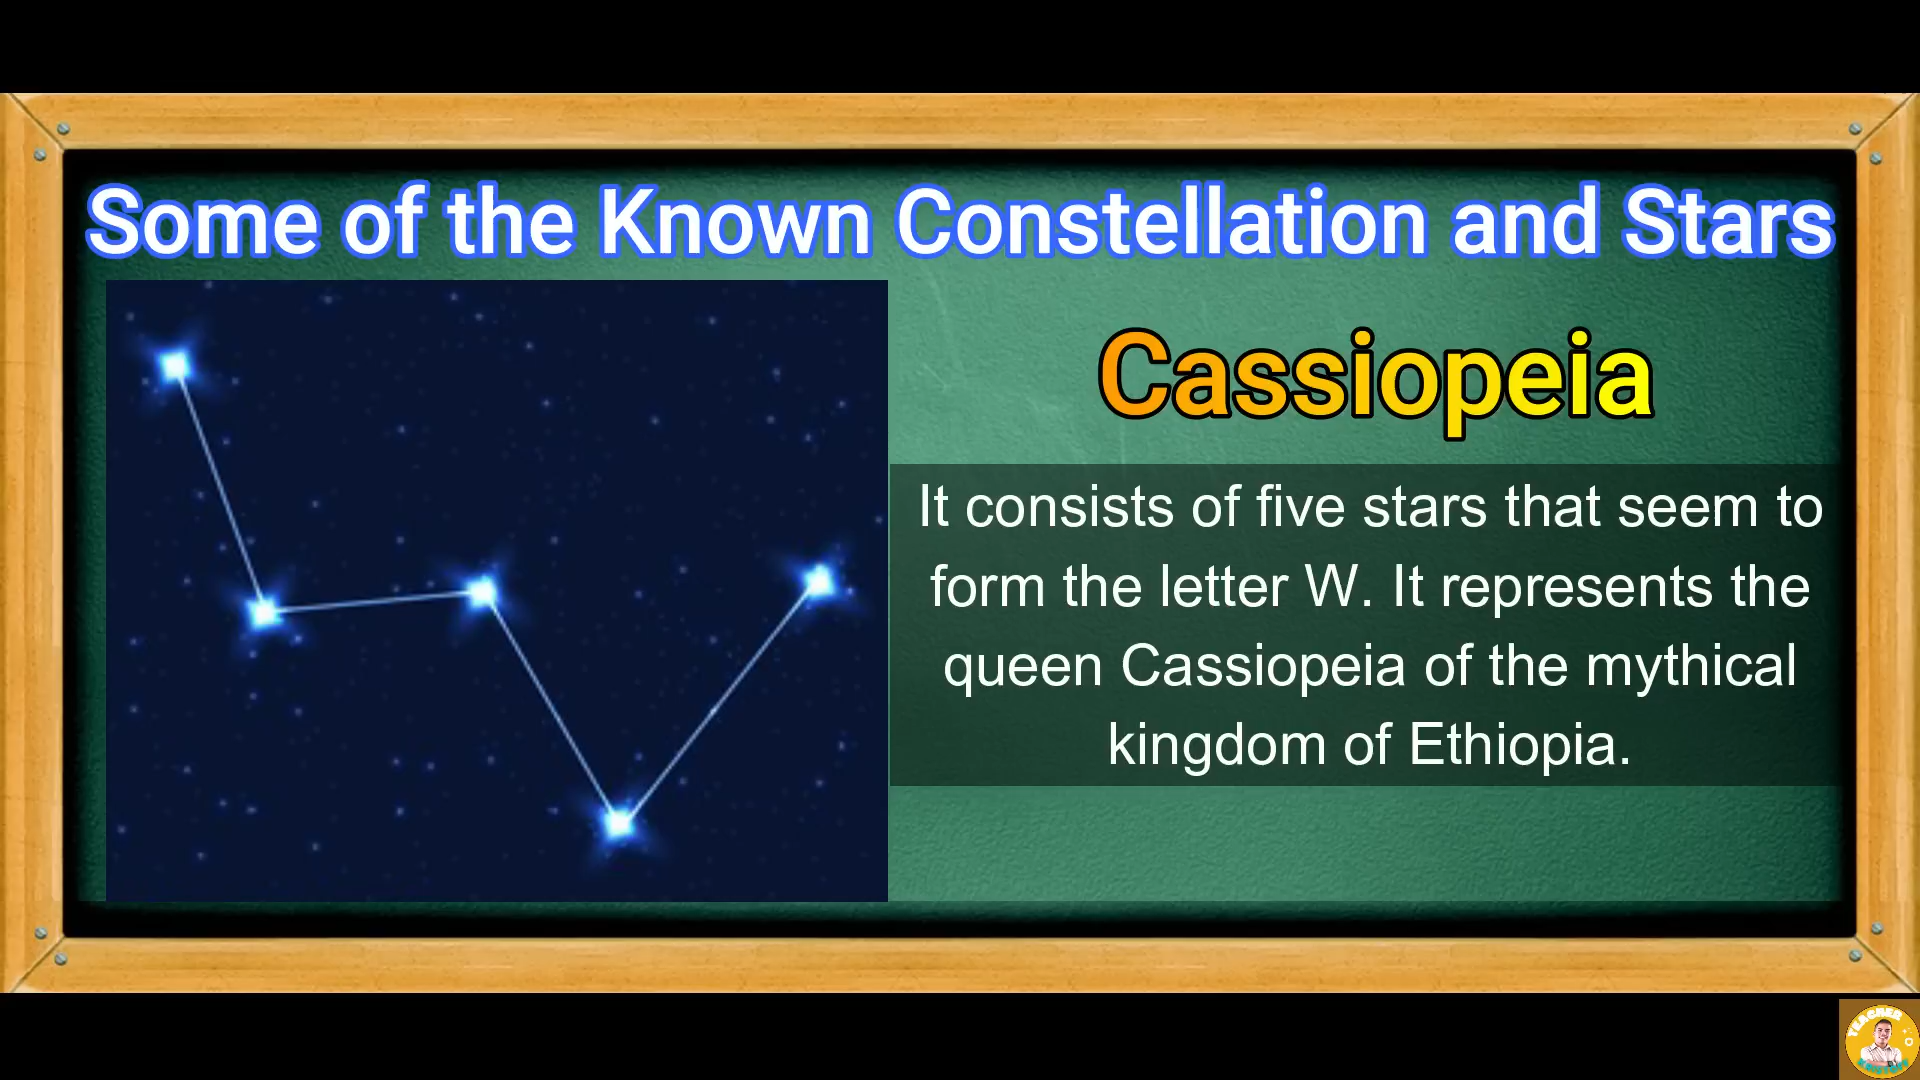 Some of the Known Constellation and Stars
Cassiopeia
It consists of five stars that seem to
form the letter W. It represents the
queen Cassiopeia of the mythical
kingdom of Ethiopia.
TEACHER